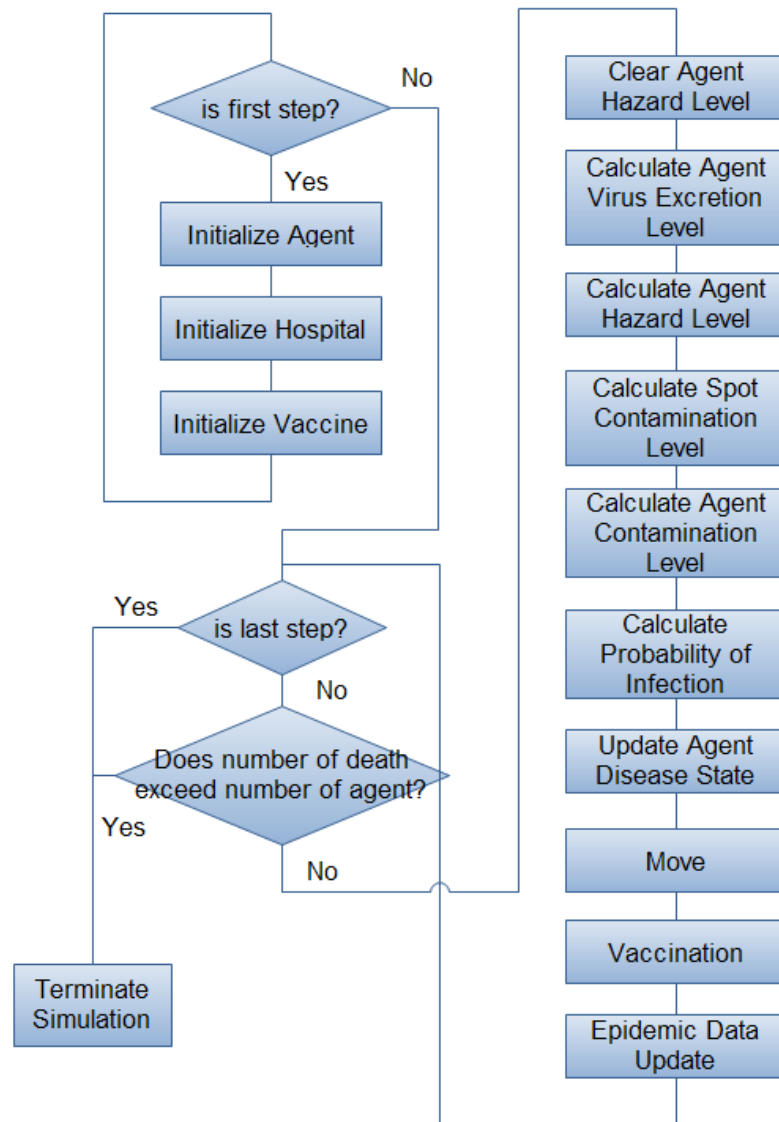 is first step?
No
Yes
Initialize Agent
Initialize Hospital
Initialize Vaccine
Yes
is last step?
No
Does number of death
exceed number of agent?
Yes
No
Terminate
Simulation
Clear Agent
Hazard Level
Calculate Agent
Virus Excretion
Level
Calculate Agent
Hazard Level
Calculate Spot
Contamination
Level
Calculate Agent
Contamination
Level
Calculate
Probability of
Infection
Update Agent
Disease State
Move
Vaccination
Epidemic Data
Update